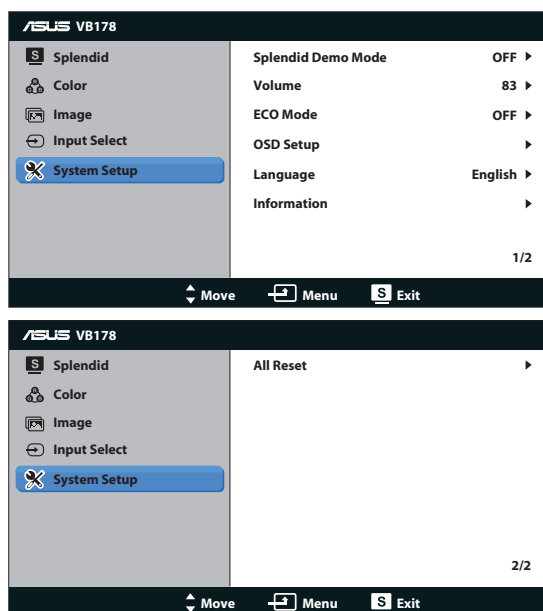 ASUS VB178
S Splendid
Color
Image
Input Select
System Setup
Splendid Demo Mode OFF
Volume 83
ECO Mode OFF
OSD Setup
Language English
Information
1/2
Move Menu S Exit
ASUS VB178
S Splendid
Color
Image
Input Select
System Setup
All Reset
2/2
Move Menu S Exit